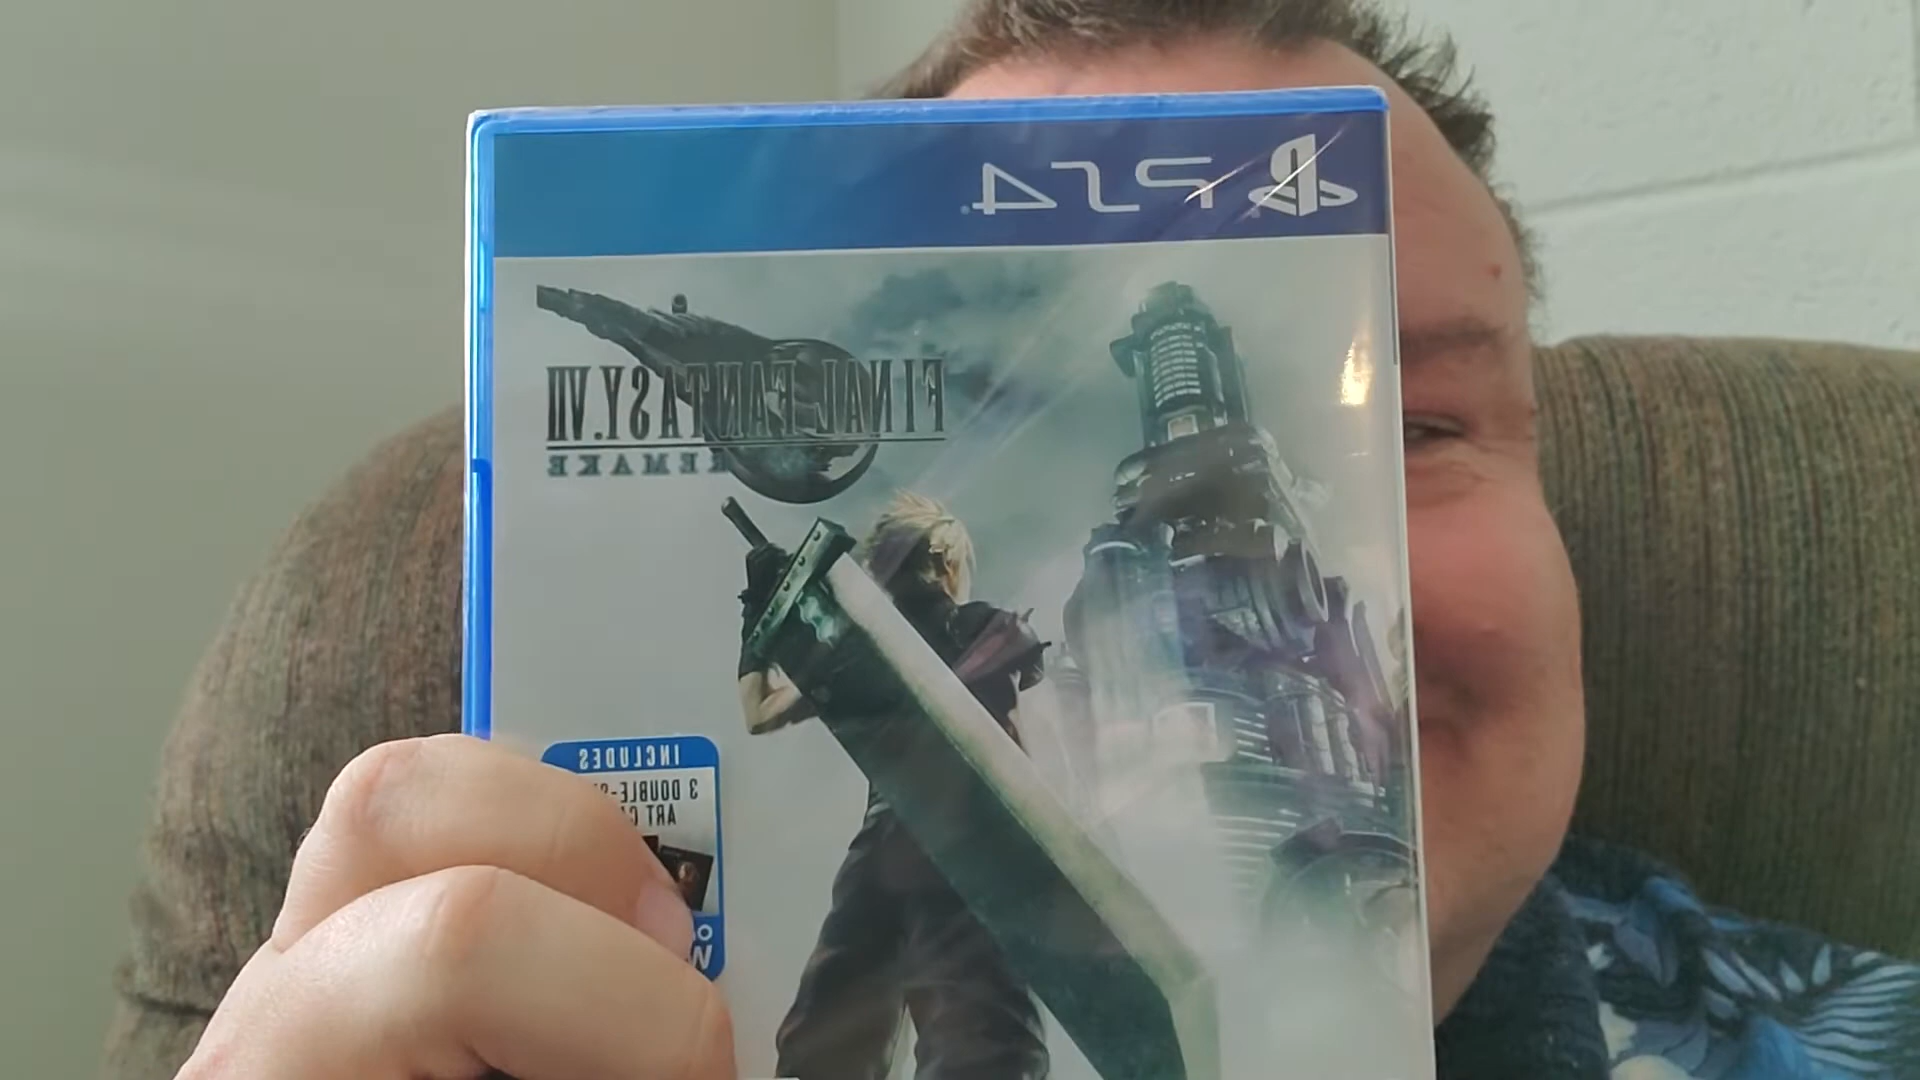 PS4
FINAL FANTASY VII
REMAKE
INCLUDES
3 DOUBLE-S
ART